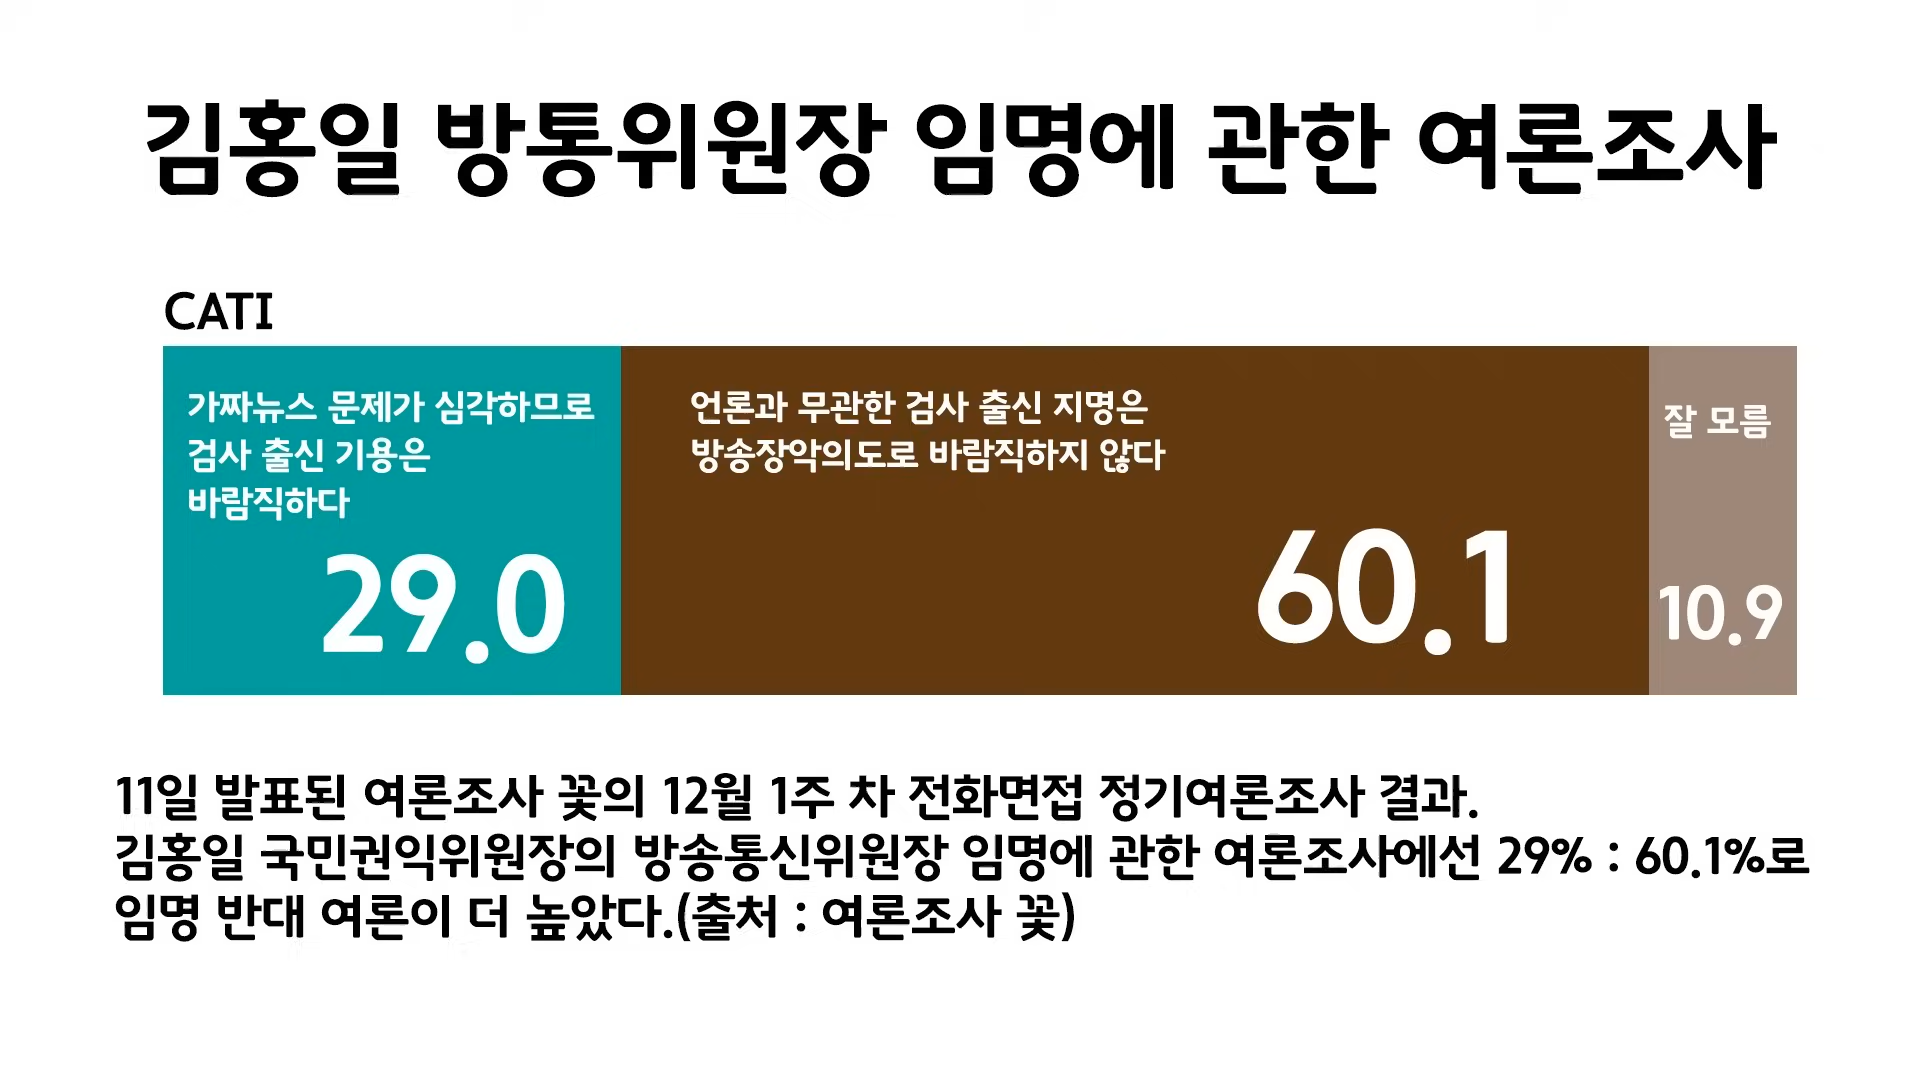 김홍일 방통위원장 임명에 관한 여론조사
CATI
가짜뉴스 문제가 심각하므로
검사 출신 기용은
바람직하다
29.0
언론과 무관한 검사 출신 지명은
방송장악의도로 바람직하지 않다
60.1
잘 모름
10.9
11일 발표된 여론조사 꽃의 12월 1주 차 전화면접 정기여론조사 결과.
김홍일 국민권익위원장의 방송통신위원장 임명에 관한 여론조사에선 29% : 60.1%로
임명 반대 여론이 더 높았다.(출처 : 여론조사 꽃)